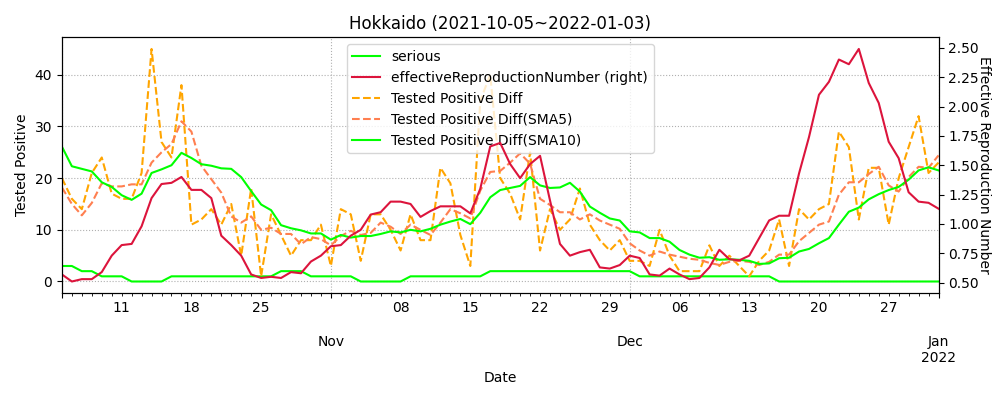 Hokkaido (2021-10-05~2022-01-03)
serious
effectiveReproductionNumber (right)
Tested Positive Diff
Tested Positive Diff(SMA5)
Tested Positive Diff(SMA10)
Tested Positive
40
30
20
10
0
2.50
2.25
2.00
1.75
1.50
1.25
1.00
0.75
0.50
Effective Reproduction Number
11 18 25 08 15 22 29 06 13 20 27
Nov Dec Jan
2022
Date